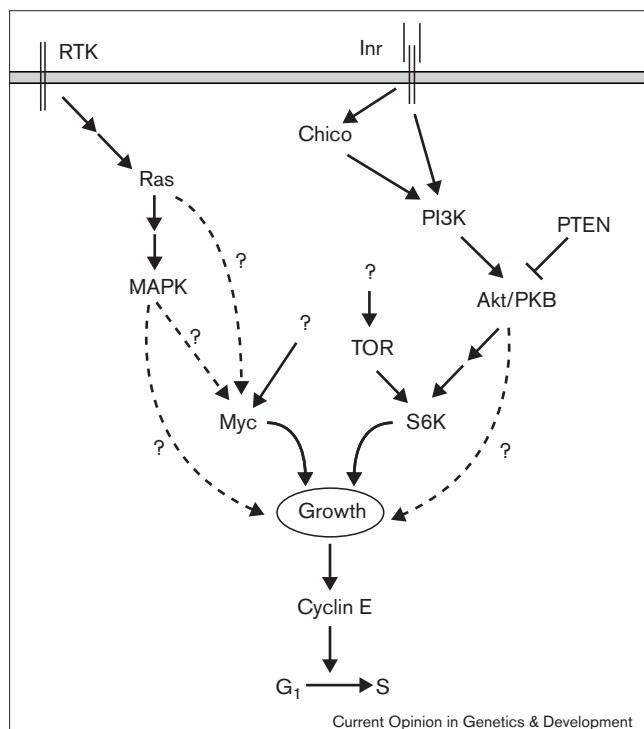 RTK
Inr
Chico
Ras
PI3K
PTEN
?
?
MAPK
Akt/PKB
?
?
TOR
Myc
S6K
?
?
Growth
Cyclin E
G₁
S
Current Opinion in Genetics & Development